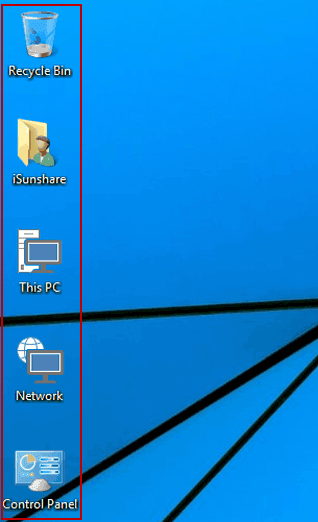 Recycle Bin
iSunshare
This PC
Network
Control Panel